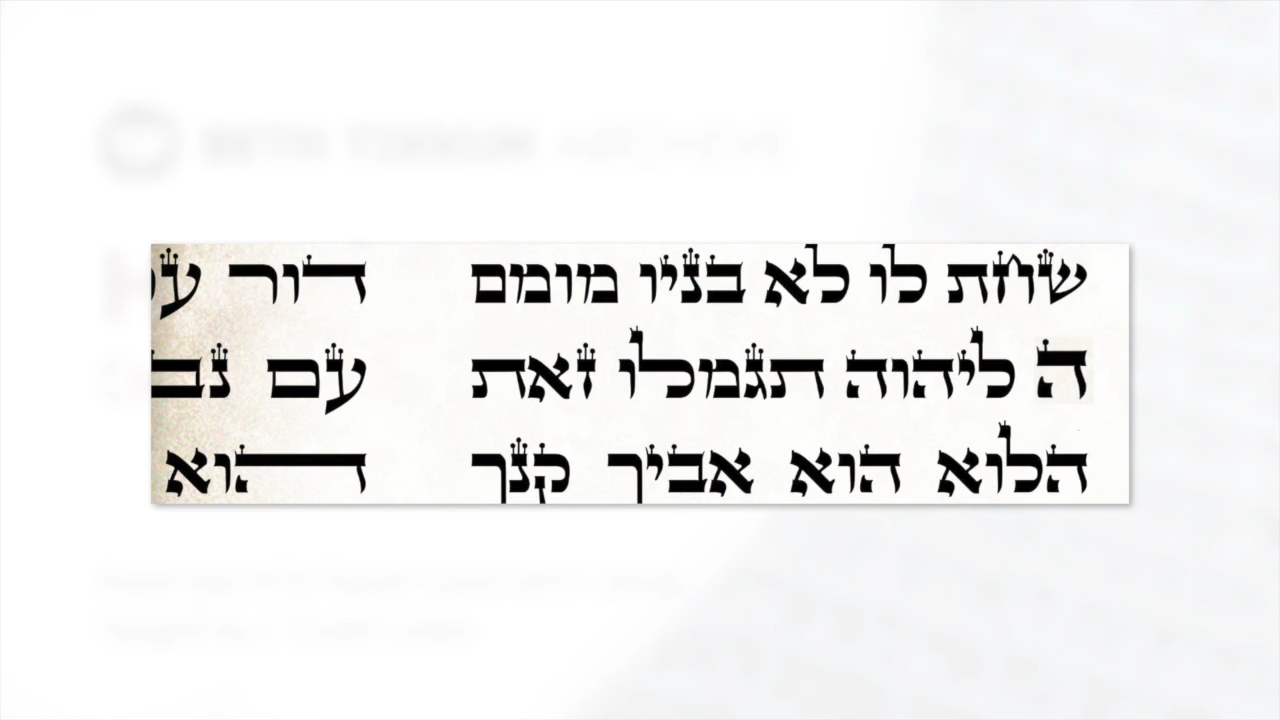 שחת לו לא בניו מומם דור
ה ליהוה תגמלו זאת עם
הלוא הוא אביך קנך הוא